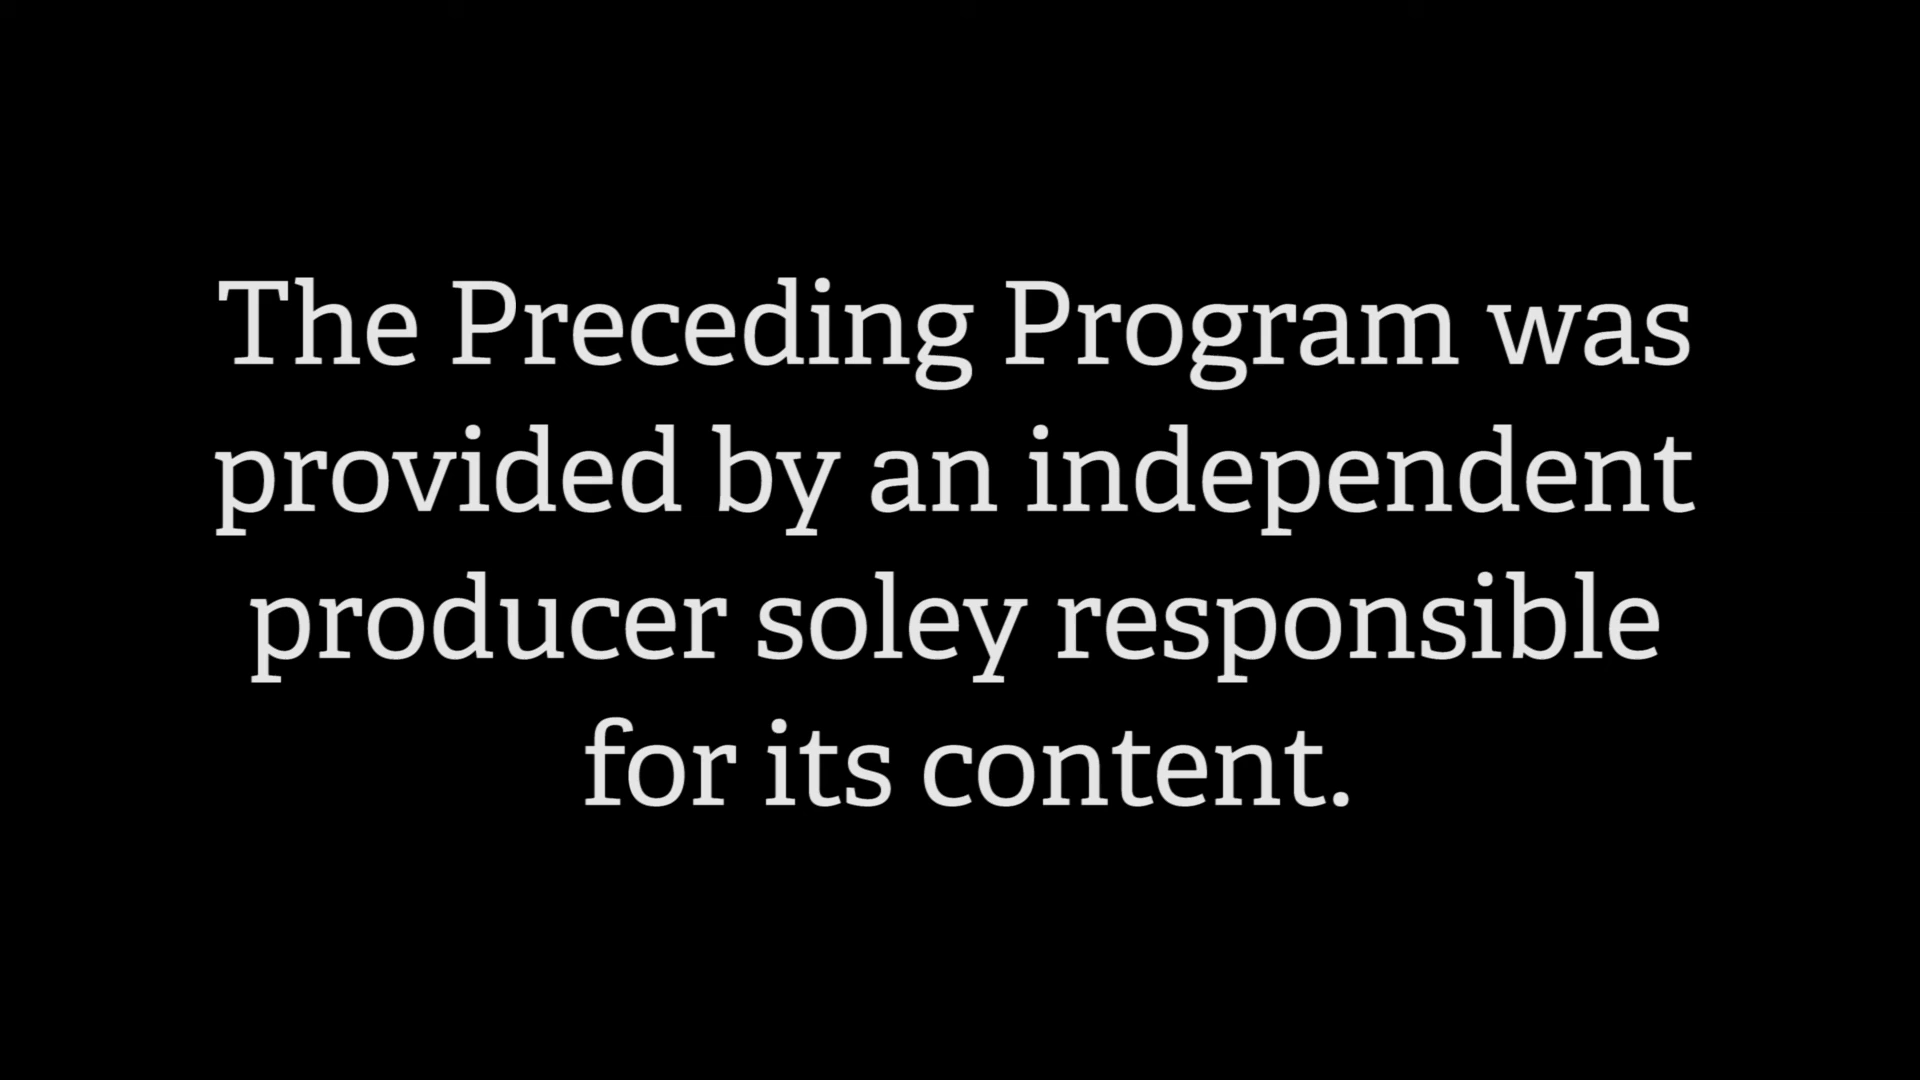 The Preceding Program was
provided by an independent
producer soley responsible
for its content.